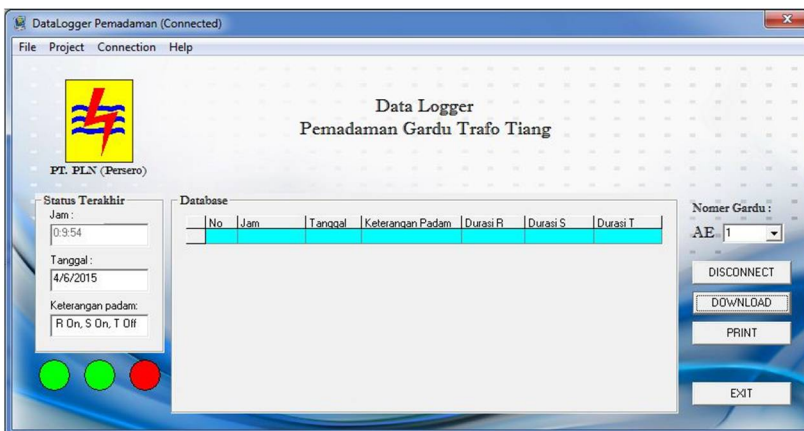 DataLogger Pemadaman (Connected)
File Project Connection Help
Data Logger
Pemadaman Gardu Trafo Tiang
PT. PLN (Persero)
Status Terakhir
Jam :
0:9:54
Tanggal :
4/6/2015
Keterangan padam:
R On, S On, T Off
Database
No Jam Tanggal Keterangan Padam Durasi R Durasi S Durasi T
Nomer Gardu :
AE 1
DISCONNECT
DOWNLOAD
PRINT
EXIT